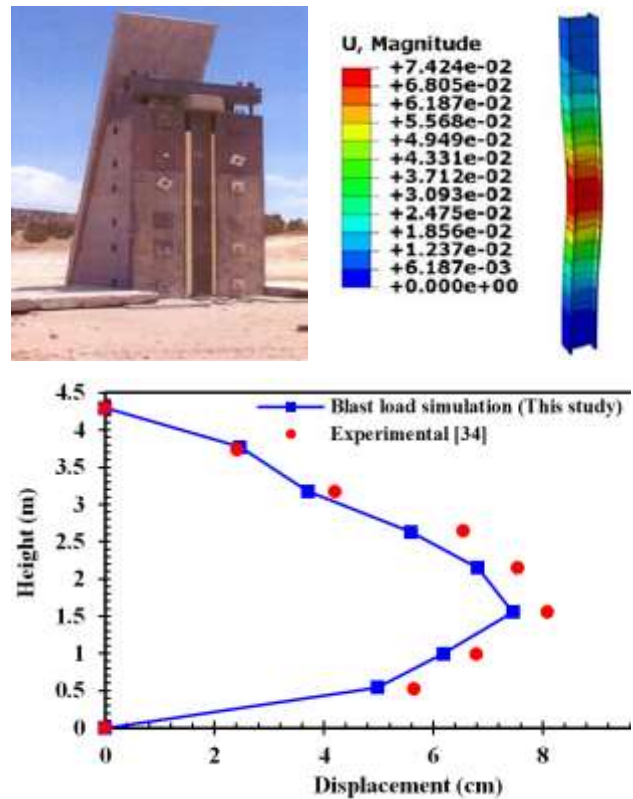 U, Magnitude
+7.424e-02
+6.805e-02
+6.187e-02
+5.568e-02
+4.949e-02
+4.331e-02
+3.712e-02
+3.093e-02
+2.475e-02
+1.856e-02
+1.237e-02
+6.187e-03
+0.000e+00
4.5
4
3.5
3
2.5
2
1.5
1
0.5
0
Height (m)
Blast load simulation (This study)
Experimental [34]
0 2 4 6 8
Displacement (cm)